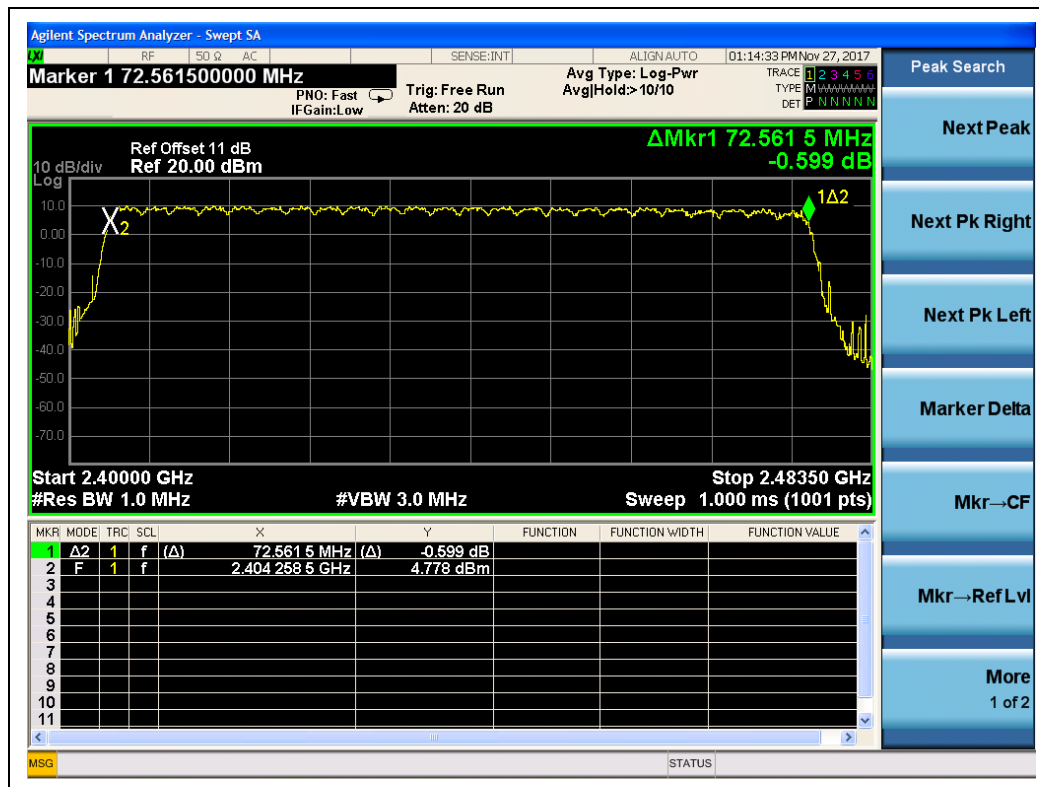 Agilent Spectrum Analyzer - Swept SA
LXI RF 50 Ω AC SENSE:INT ALIGN AUTO 01:14:33 PM Nov 27, 2017
Marker 1 72.561500000 MHz Avg Type: Log-Pwr TRACE 1 2 3 4 5 6
PNO: Fast Trig: Free Run Avg|Hold:>10/10 TYPE M
IFGain:Low Atten: 20 dB DET P N N N N N
Peak Search
Next Peak
Next Pk Right
Next Pk Left
Marker Delta
Mkr→CF
Mkr→Ref Lvl
More
1 of 2
ΔMkr1 72.561 5 MHz
-0.599 dB
Ref Offset 11 dB
10 dB/div Ref 20.00 dBm
Log
10.0
0.00
-10.0
-20.0
-30.0
-40.0
-50.0
-60.0
-70.0
X2
1Δ2
Start 2.40000 GHz Stop 2.48350 GHz
#Res BW 1.0 MHz #VBW 3.0 MHz Sweep 1.000 ms (1001 pts)
MKR MODE TRC SCL X Y FUNCTION FUNCTION WIDTH FUNCTION VALUE
1 Δ2 1 f (Δ) 72.561 5 MHz (Δ) -0.599 dB
2 F 1 f 2.404 258 5 GHz 4.778 dBm
3
4
5
6
7
8
9
10
11
MSG STATUS